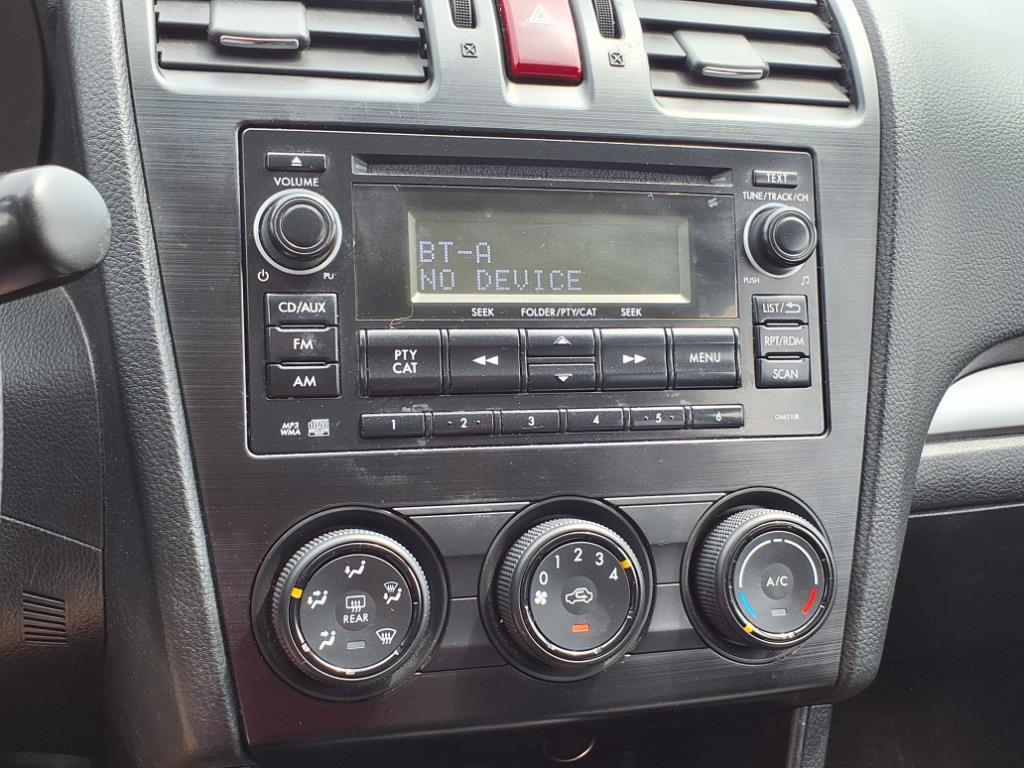 VOLUME
TEXT
TUNE/TRACK/CH
BT-A
NO DEVICE
PUSH
SEEK FOLDER/PTY/CAT SEEK
CD/AUX
LIST/
FM
PTY
CAT
MENU
RPT/RDM
AM
SCAN
MP3
WMA
1 2 3 4 5 6
REAR
0 1 2 3 4
A/C